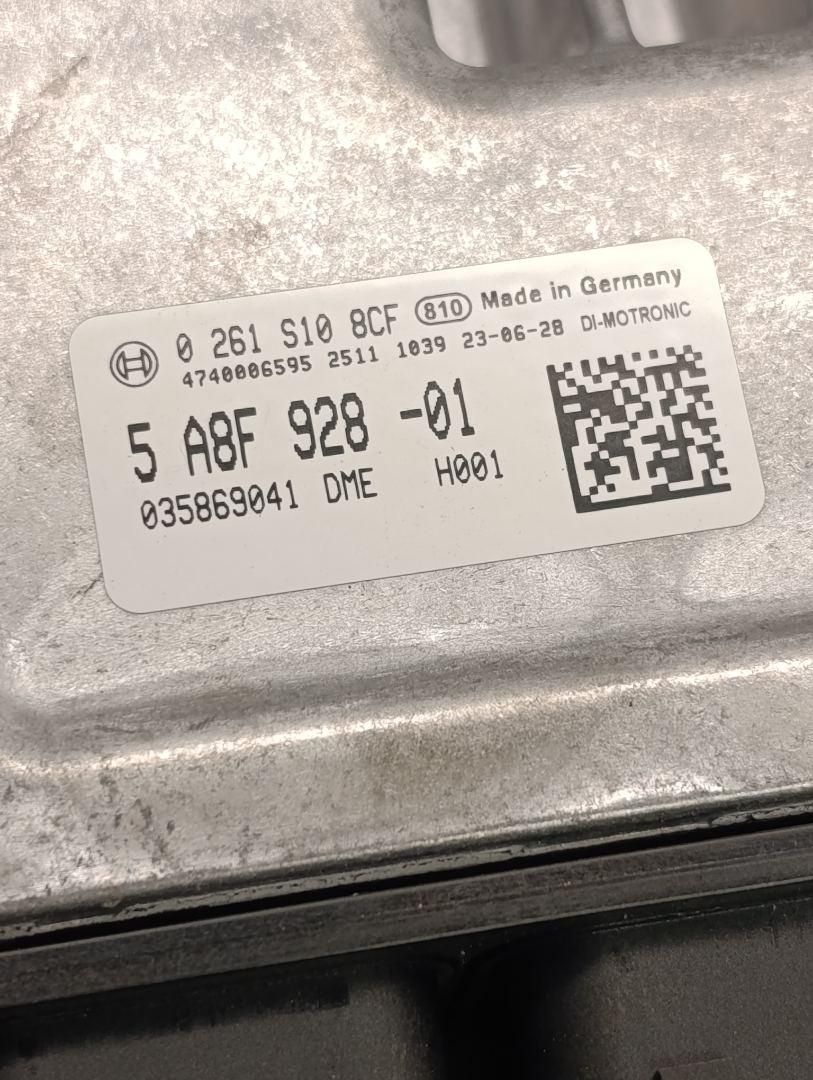 0 261 S10 8CF 810 Made in Germany
4740006595 2511 1039 23-06-28 DI-MOTRONIC
5 A8F 928 -01
035869041 DME H001